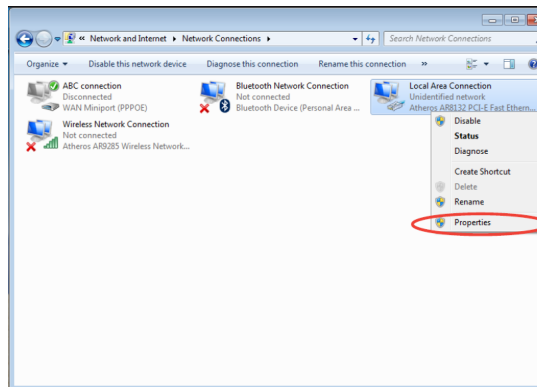 « Network and Internet ▸ Network Connections ▸
Search Network Connections
Organize ▾ Disable this network device Diagnose this connection Rename this connection »
ABC connection
Disconnected
WAN Miniport (PPPOE)
Bluetooth Network Connection
Not connected
Bluetooth Device (Personal Area ...
Local Area Connection
Unidentified network
Atheros AR8132 PCI-E Fast Ethern...
Wireless Network Connection
Not connected
Atheros AR9285 Wireless Network...
Disable
Status
Diagnose
Create Shortcut
Delete
Rename
Properties